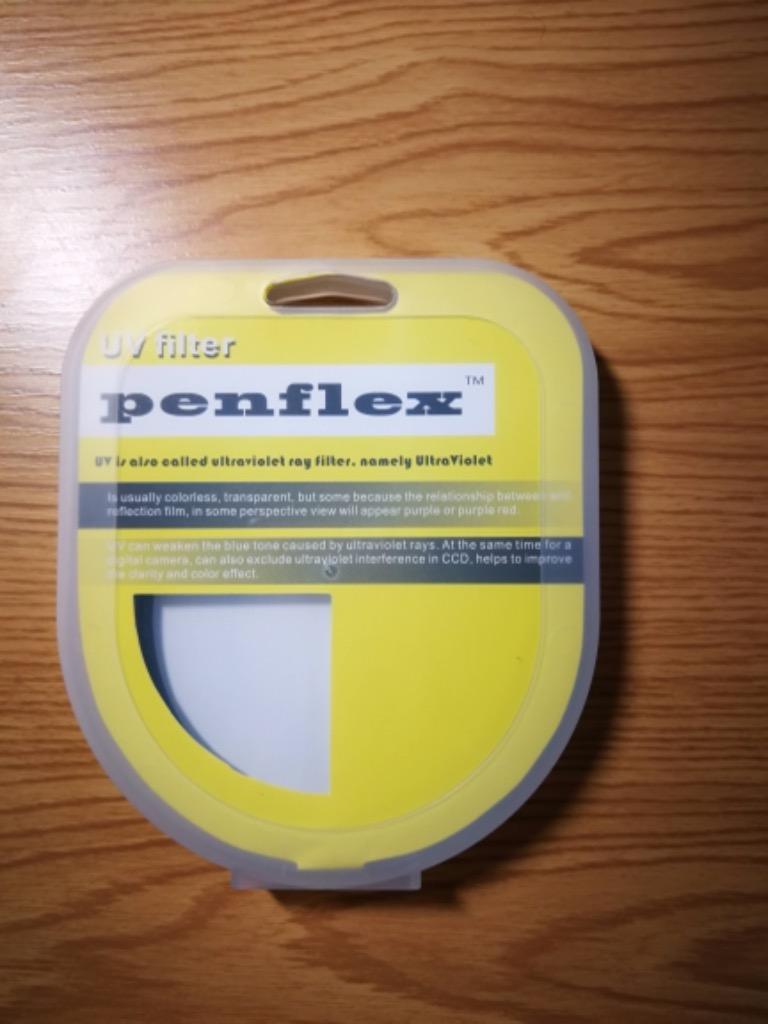 UV filter
penflex™
UV is also called ultraviolet ray filter, namely UltraViolet
Is usually colorless, transparent, but some because the relationship between and
reflection film, in some perspective view will appear purple or purple red.
UV can weaken the blue tone caused by ultraviolet rays. At the same time for a
digital camera, can also exclude ultraviolet interference in CCD, helps to improve
the clarity and color effect.